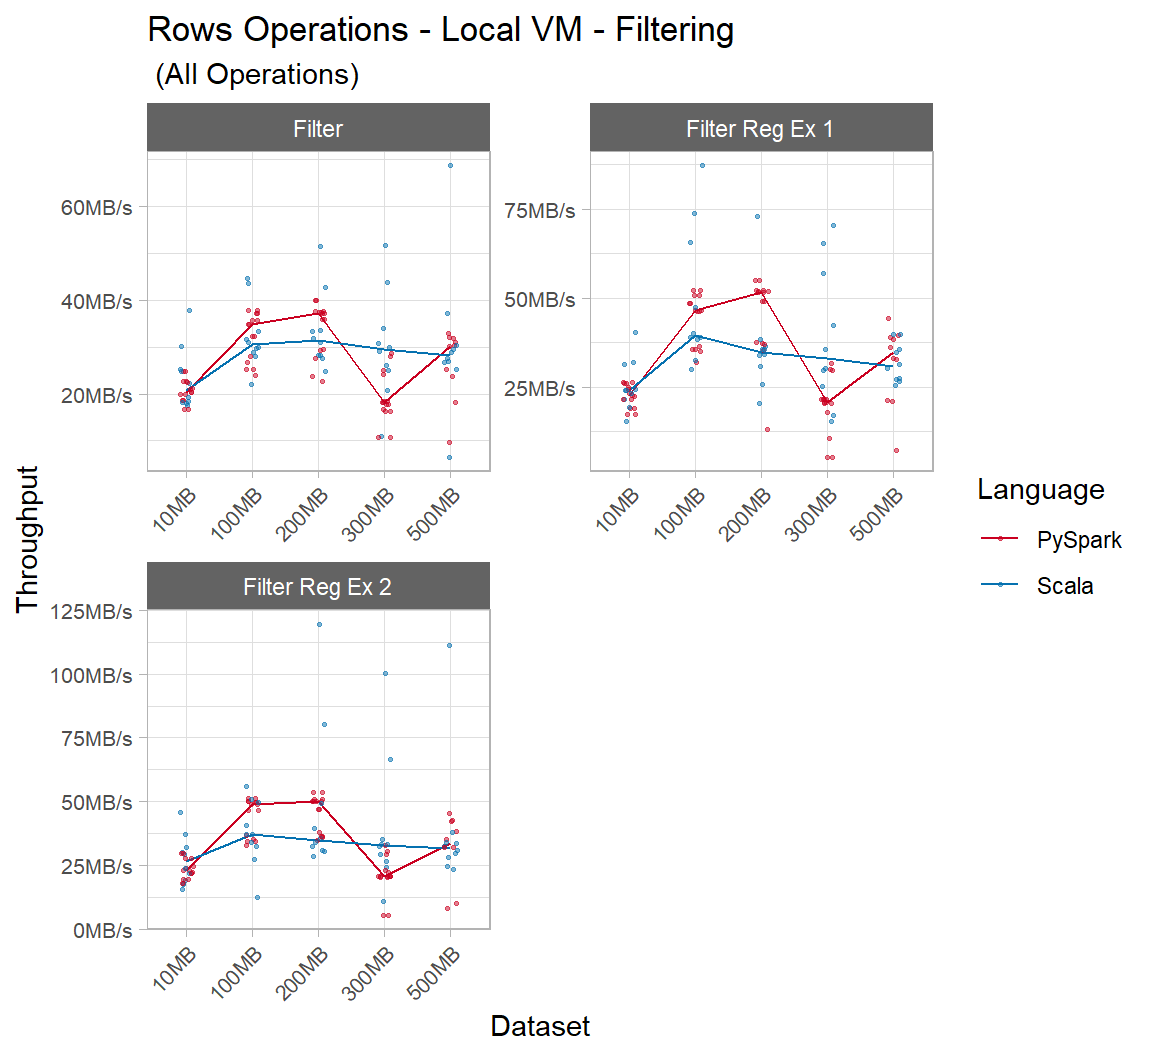 Rows Operations - Local VM - Filtering
(All Operations)
Filter
Filter Reg Ex 1
60MB/s
40MB/s
20MB/s
75MB/s
50MB/s
25MB/s
10MB
100MB
200MB
300MB
500MB
10MB
100MB
200MB
300MB
500MB
Throughput
Language
PySpark
Scala
Filter Reg Ex 2
125MB/s
100MB/s
75MB/s
50MB/s
25MB/s
0MB/s
10MB
100MB
200MB
300MB
500MB
Dataset